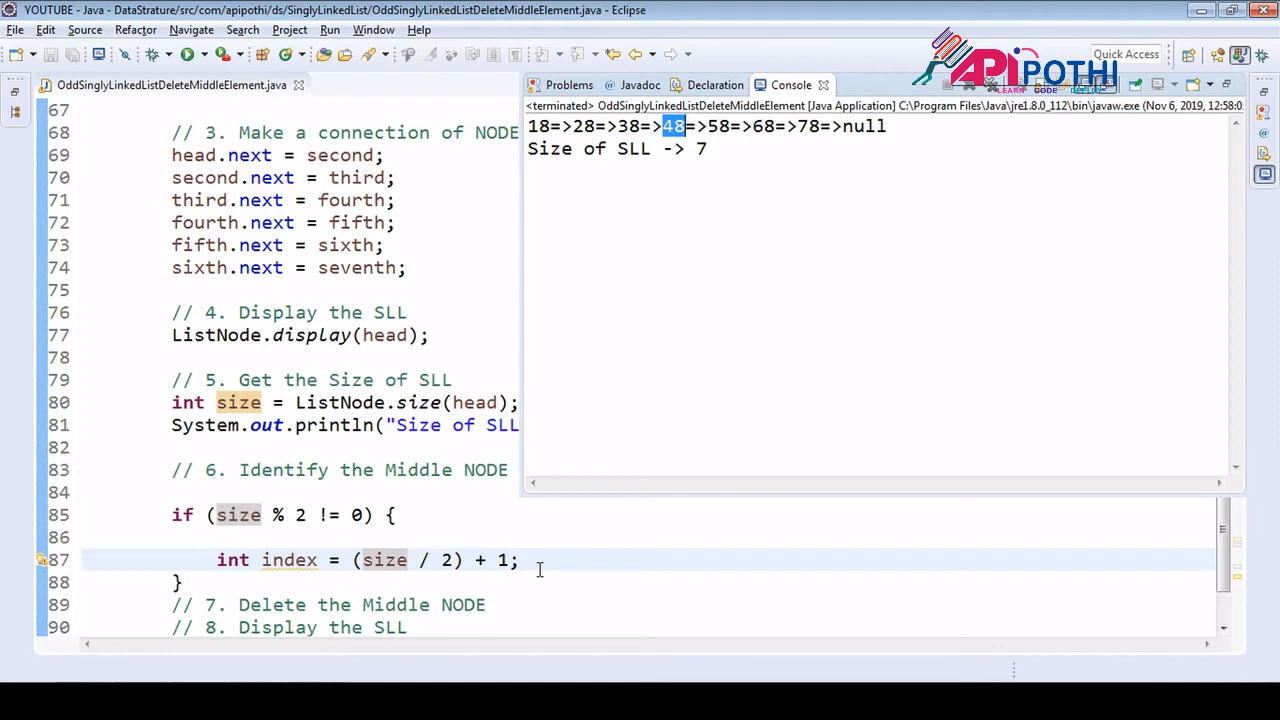 YOUTUBE - Java - DataStrature/src/com/apipothi/ds/SinglyLinkedList/OddSinglyLinkedListDeleteMiddleElement.java - Eclipse
File Edit Source Refactor Navigate Search Project Run Window Help
Quick Access
APIPOTHI
LEARN CODE DEPLOY
OddSinglyLinkedListDeleteMiddleElement.java
Problems @ Javadoc Declaration Console
<terminated> OddSinglyLinkedListDeleteMiddleElement [Java Application] C:\Program Files\Java\jre1.8.0_112\bin\javaw.exe (Nov 6, 2019, 12:58:0
18=>28=>38=>48=>58=>68=>78=>null
Size of SLL -> 7
67
68 // 3. Make a connection of NODE
69 head.next = second;
70 second.next = third;
71 third.next = fourth;
72 fourth.next = fifth;
73 fifth.next = sixth;
74 sixth.next = seventh;
75
76 // 4. Display the SLL
77 ListNode.display(head);
78
79 // 5. Get the Size of SLL
80 int size = ListNode.size(head);
81 System.out.println("Size of SLL
82
83 // 6. Identify the Middle NODE
84
85 if (size % 2 != 0) {
86
87 int index = (size / 2) + 1;
88 }
89 // 7. Delete the Middle NODE
90 // 8. Display the SLL